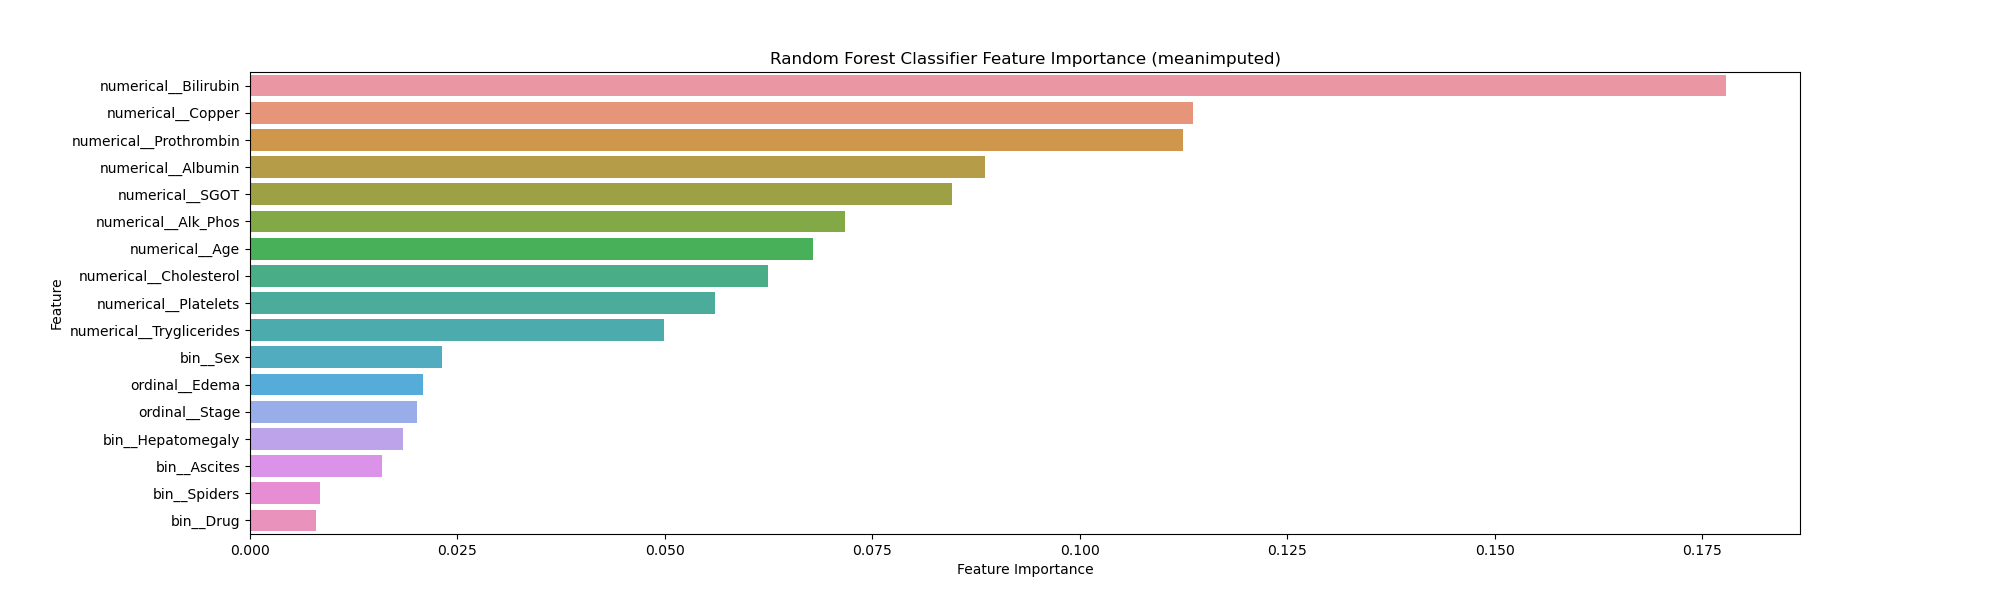 Random Forest Classifier Feature Importance (meanimputed)
Feature
numerical__Bilirubin
numerical__Copper
numerical__Prothrombin
numerical__Albumin
numerical__SGOT
numerical__Alk_Phos
numerical__Age
numerical__Cholesterol
numerical__Platelets
numerical__Tryglicerides
bin__Sex
ordinal__Edema
ordinal__Stage
bin__Hepatomegaly
bin__Ascites
bin__Spiders
bin__Drug
0.000 0.025 0.050 0.075 0.100 0.125 0.150 0.175
Feature Importance